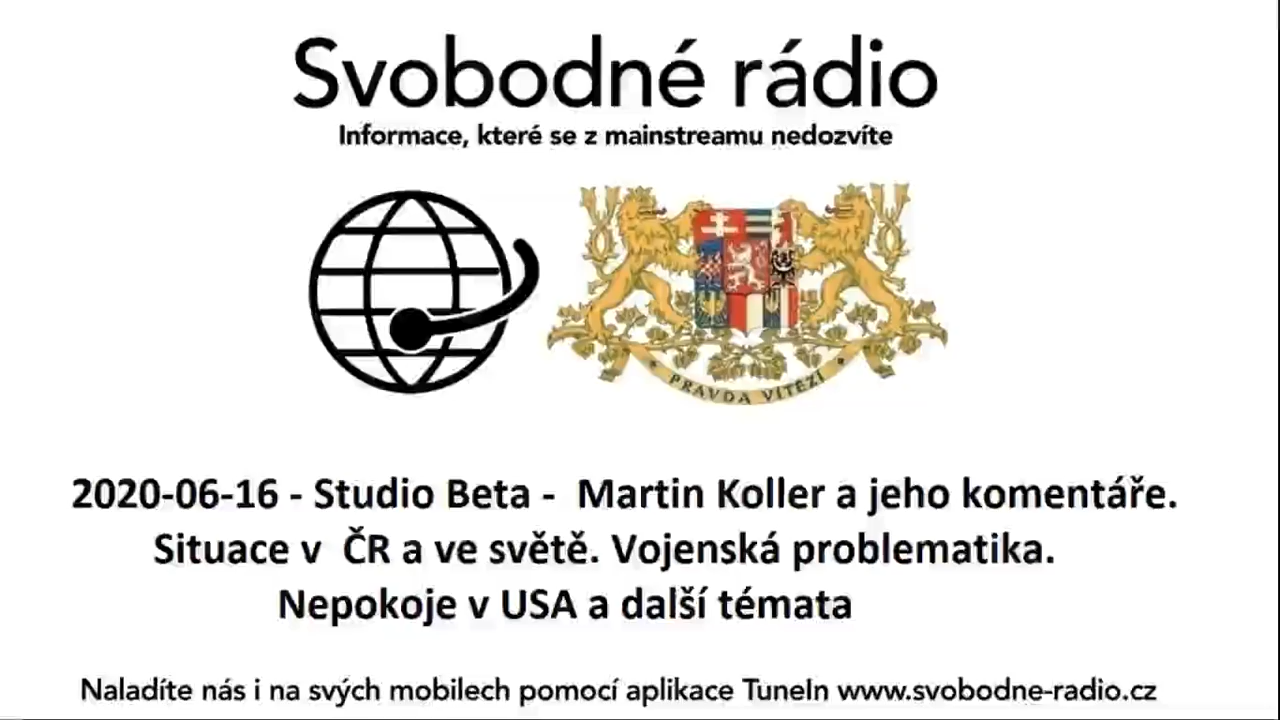 Svobodné rádio
Informace, které se z mainstreamu nedozvíte
PRAVDA VÍTĚZÍ
2020-06-16 - Studio Beta - Martin Koller a jeho komentáře.
Situace v ČR a ve světě. Vojenská problematika.
Nepokoje v USA a další témata
Nalaďíte nás i na svých mobilech pomocí aplikace TuneIn www.svobodne-radio.cz